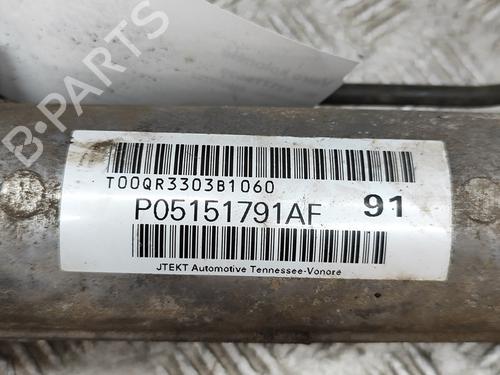 B-PARTS
T00QR3303B1060
P05151791AF 91
JTEKT Automotive Tennessee-Vonore